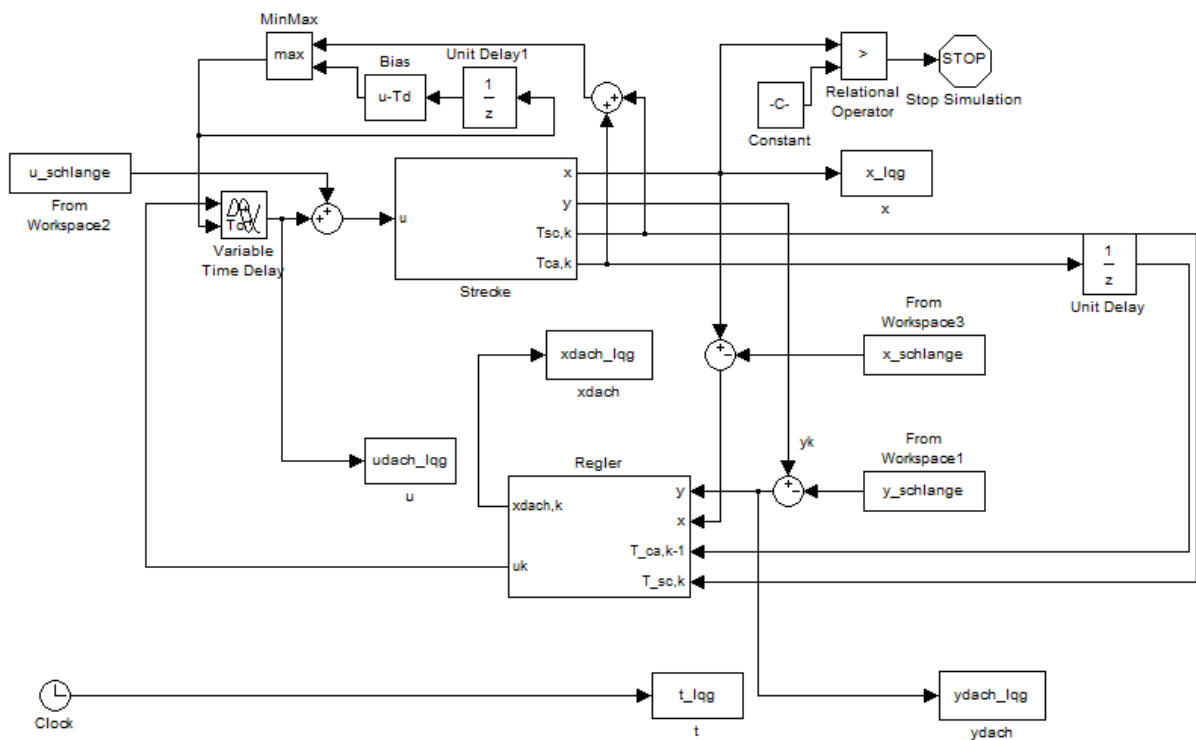 MinMax
max
Bias
u-Td
Unit Delay1
1
z
+
+
>
Relational
Operator
STOP
Stop Simulation
-C-
Constant
u_schlange
From
Workspace2
Variable
Time Delay
+
+
u
x
y
Tsc,k
Tca,k
Strecke
x_lqg
x
1
z
Unit Delay
From
Workspace3
x_schlange
+
-
xdach_lqg
xdach
udach_lqg
u
yk
From
Workspace1
y_schlange
+
-
Regler
xdach,k
uk
y
x
T_ca,k-1
T_sc,k
Clock
t_lqg
t
ydach_lqg
ydach